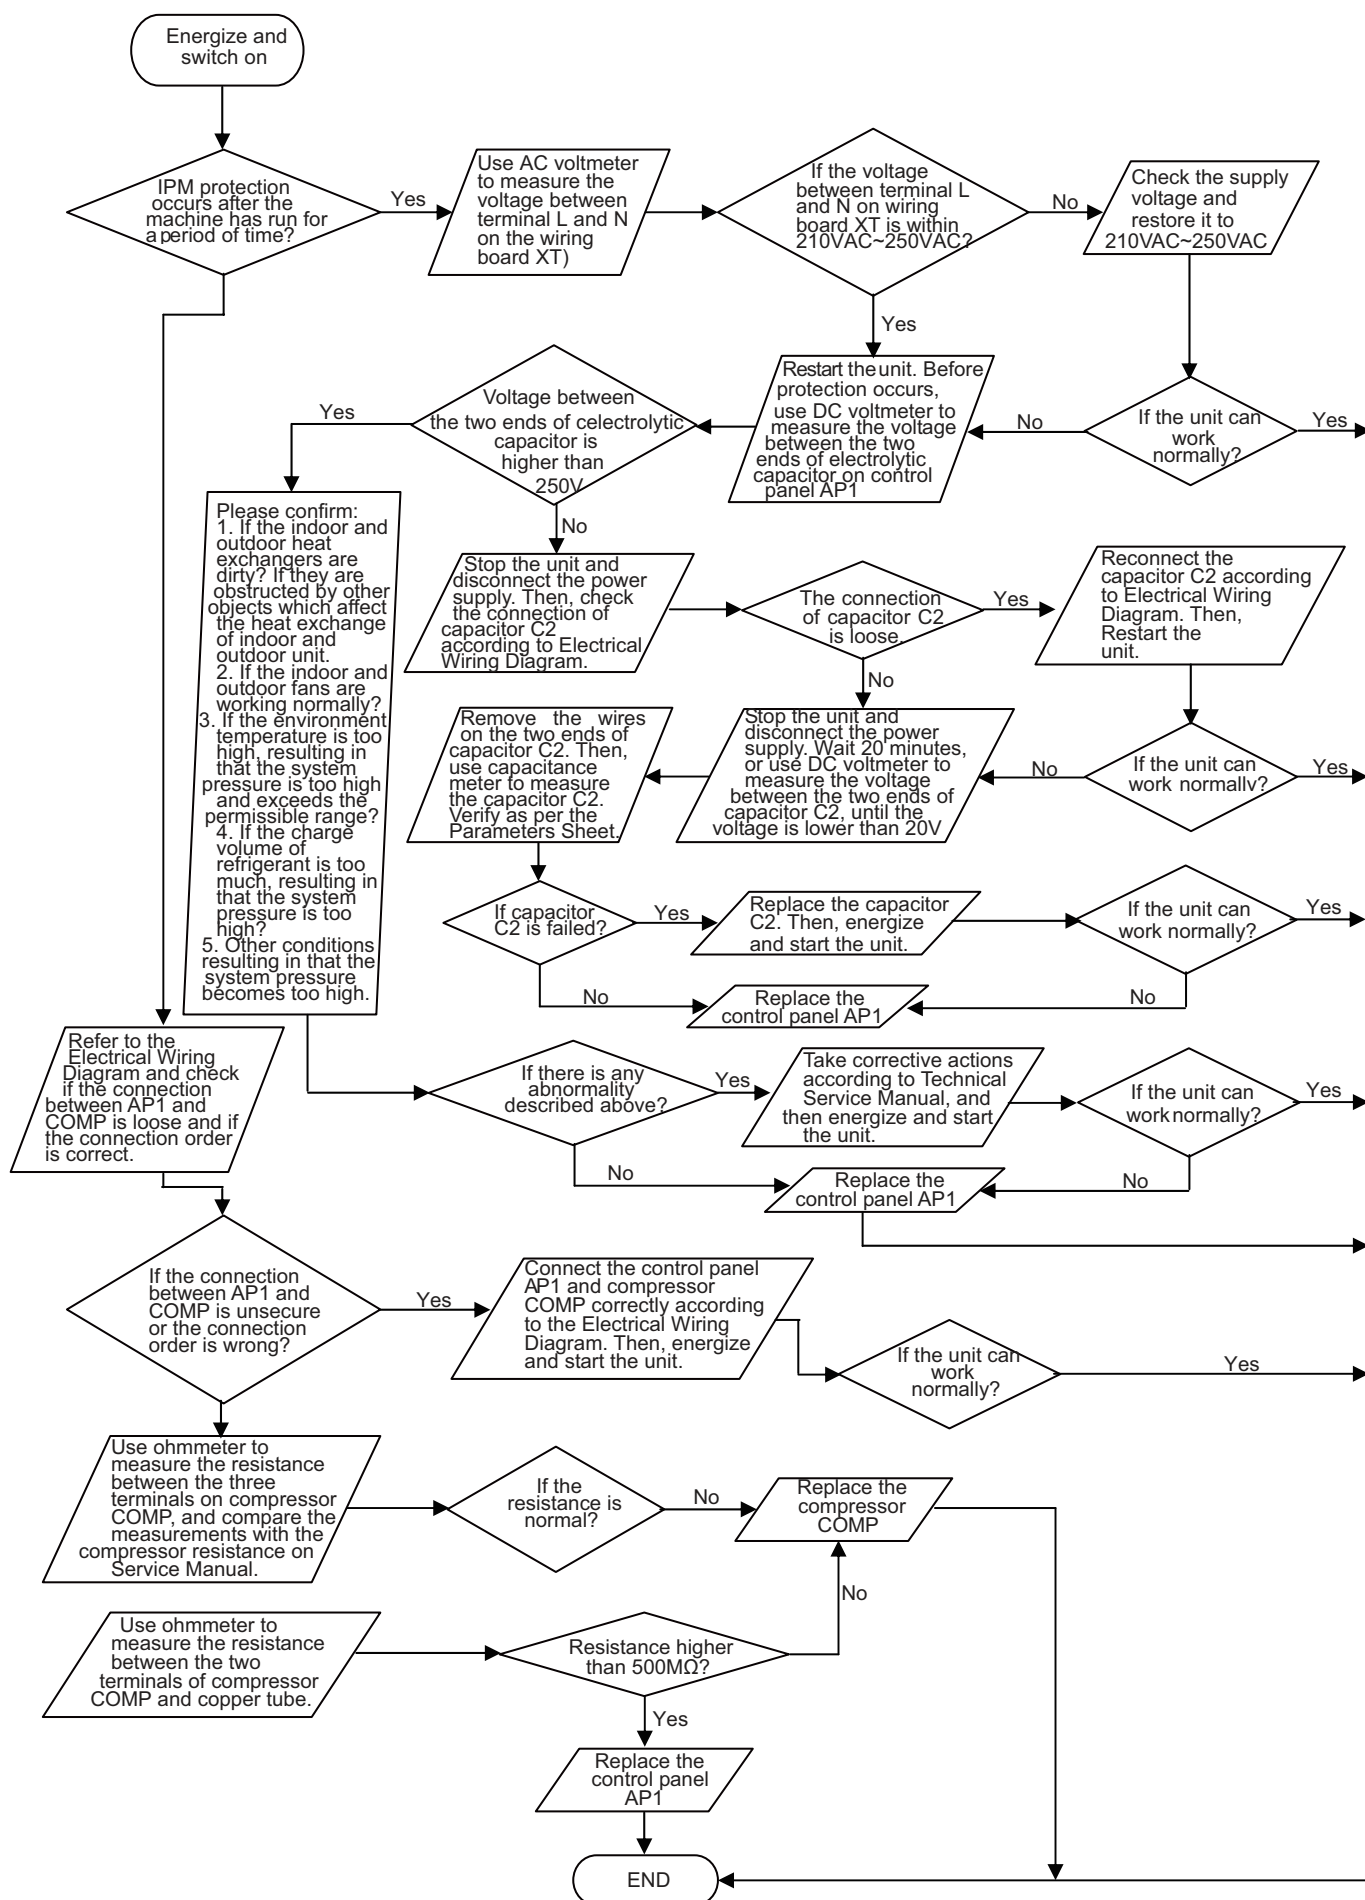 Energize and
switch on
IPM protection
occurs after the
machine has run for
a period of time?
Yes
Use AC voltmeter
to measure the
voltage between
terminal L and N
on the wiring
board XT)
If the voltage
between terminal L
and N on wiring
board XT is within
210VAC~250VAC?
No
Check the supply
voltage and
restore it to
210VAC~250VAC
Yes
If the unit can
work
normally?
Yes
No
Restart the unit. Before
protection occurs,
use DC voltmeter to
measure the voltage
between the two
ends of electrolytic
capacitor on control
panel AP1
Voltage between
the two ends of celectrolytic
capacitor is
higher than
250V
Yes
No
Please confirm:
1. If the indoor and
outdoor heat
exchangers are
dirty? If they are
obstructed by other
objects which affect
the heat exchange
of indoor and
outdoor unit.
2. If the indoor and
outdoor fans are
working normally?
3. If the environment
temperature is too
high, resulting in
that the system
pressure is too high
and exceeds the
permissible range?
4. If the charge
volume of
refrigerant is too
much, resulting in
that the system
pressure is too
high?
5. Other conditions
resulting in that the
system pressure
becomes too high.
Stop the unit and
disconnect the power
supply. Then, check
the connection of
capacitor C2
according to Electrical
Wiring Diagram.
The connection
of capacitor C2
is loose.
Yes
Reconnect the
capacitor C2 according
to Electrical Wiring
Diagram. Then,
Restart the
unit.
No
If the unit can
work normallv?
Yes
No
Stop the unit and
disconnect the power
supply. Wait 20 minutes,
or use DC voltmeter to
measure the voltage
between the two ends of
capacitor C2, until the
voltage is lower than 20V
Remove the wires
on the two ends of
capacitor C2. Then,
use capacitance
meter to measure
the capacitor C2.
Verify as per the
Parameters Sheet.
If capacitor
C2 is failed?
Yes
Replace the capacitor
C2. Then, energize
and start the unit.
If the unit can
work normally?
Yes
No
Replace the
control panel AP1
No
Refer to the
Electrical Wiring
Diagram and check
if the connection
between AP1 and
COMP is loose and if
the connection order
is correct.
If there is any
abnormality
described above?
Yes
Take corrective actions
according to Technical
Service Manual, and
then energize and start
the unit.
If the unit can
work normally?
Yes
No
Replace the
control panel AP1
No
If the connection
between AP1 and
COMP is unsecure
or the connection
order is wrong?
Yes
Connect the control panel
AP1 and compressor
COMP correctly according
to the Electrical Wiring
Diagram. Then, energize
and start the unit.
If the unit can
work
normally?
Yes
Use ohmmeter to
measure the resistance
between the three
terminals on compressor
COMP, and compare the
measurements with the
compressor resistance on
Service Manual.
If the
resistance is
normal?
No
Replace the
compressor
COMP
No
Use ohmmeter to
measure the resistance
between the two
terminals of compressor
COMP and copper tube.
Resistance higher
than 500MΩ?
Yes
Replace the
control panel
AP1
END